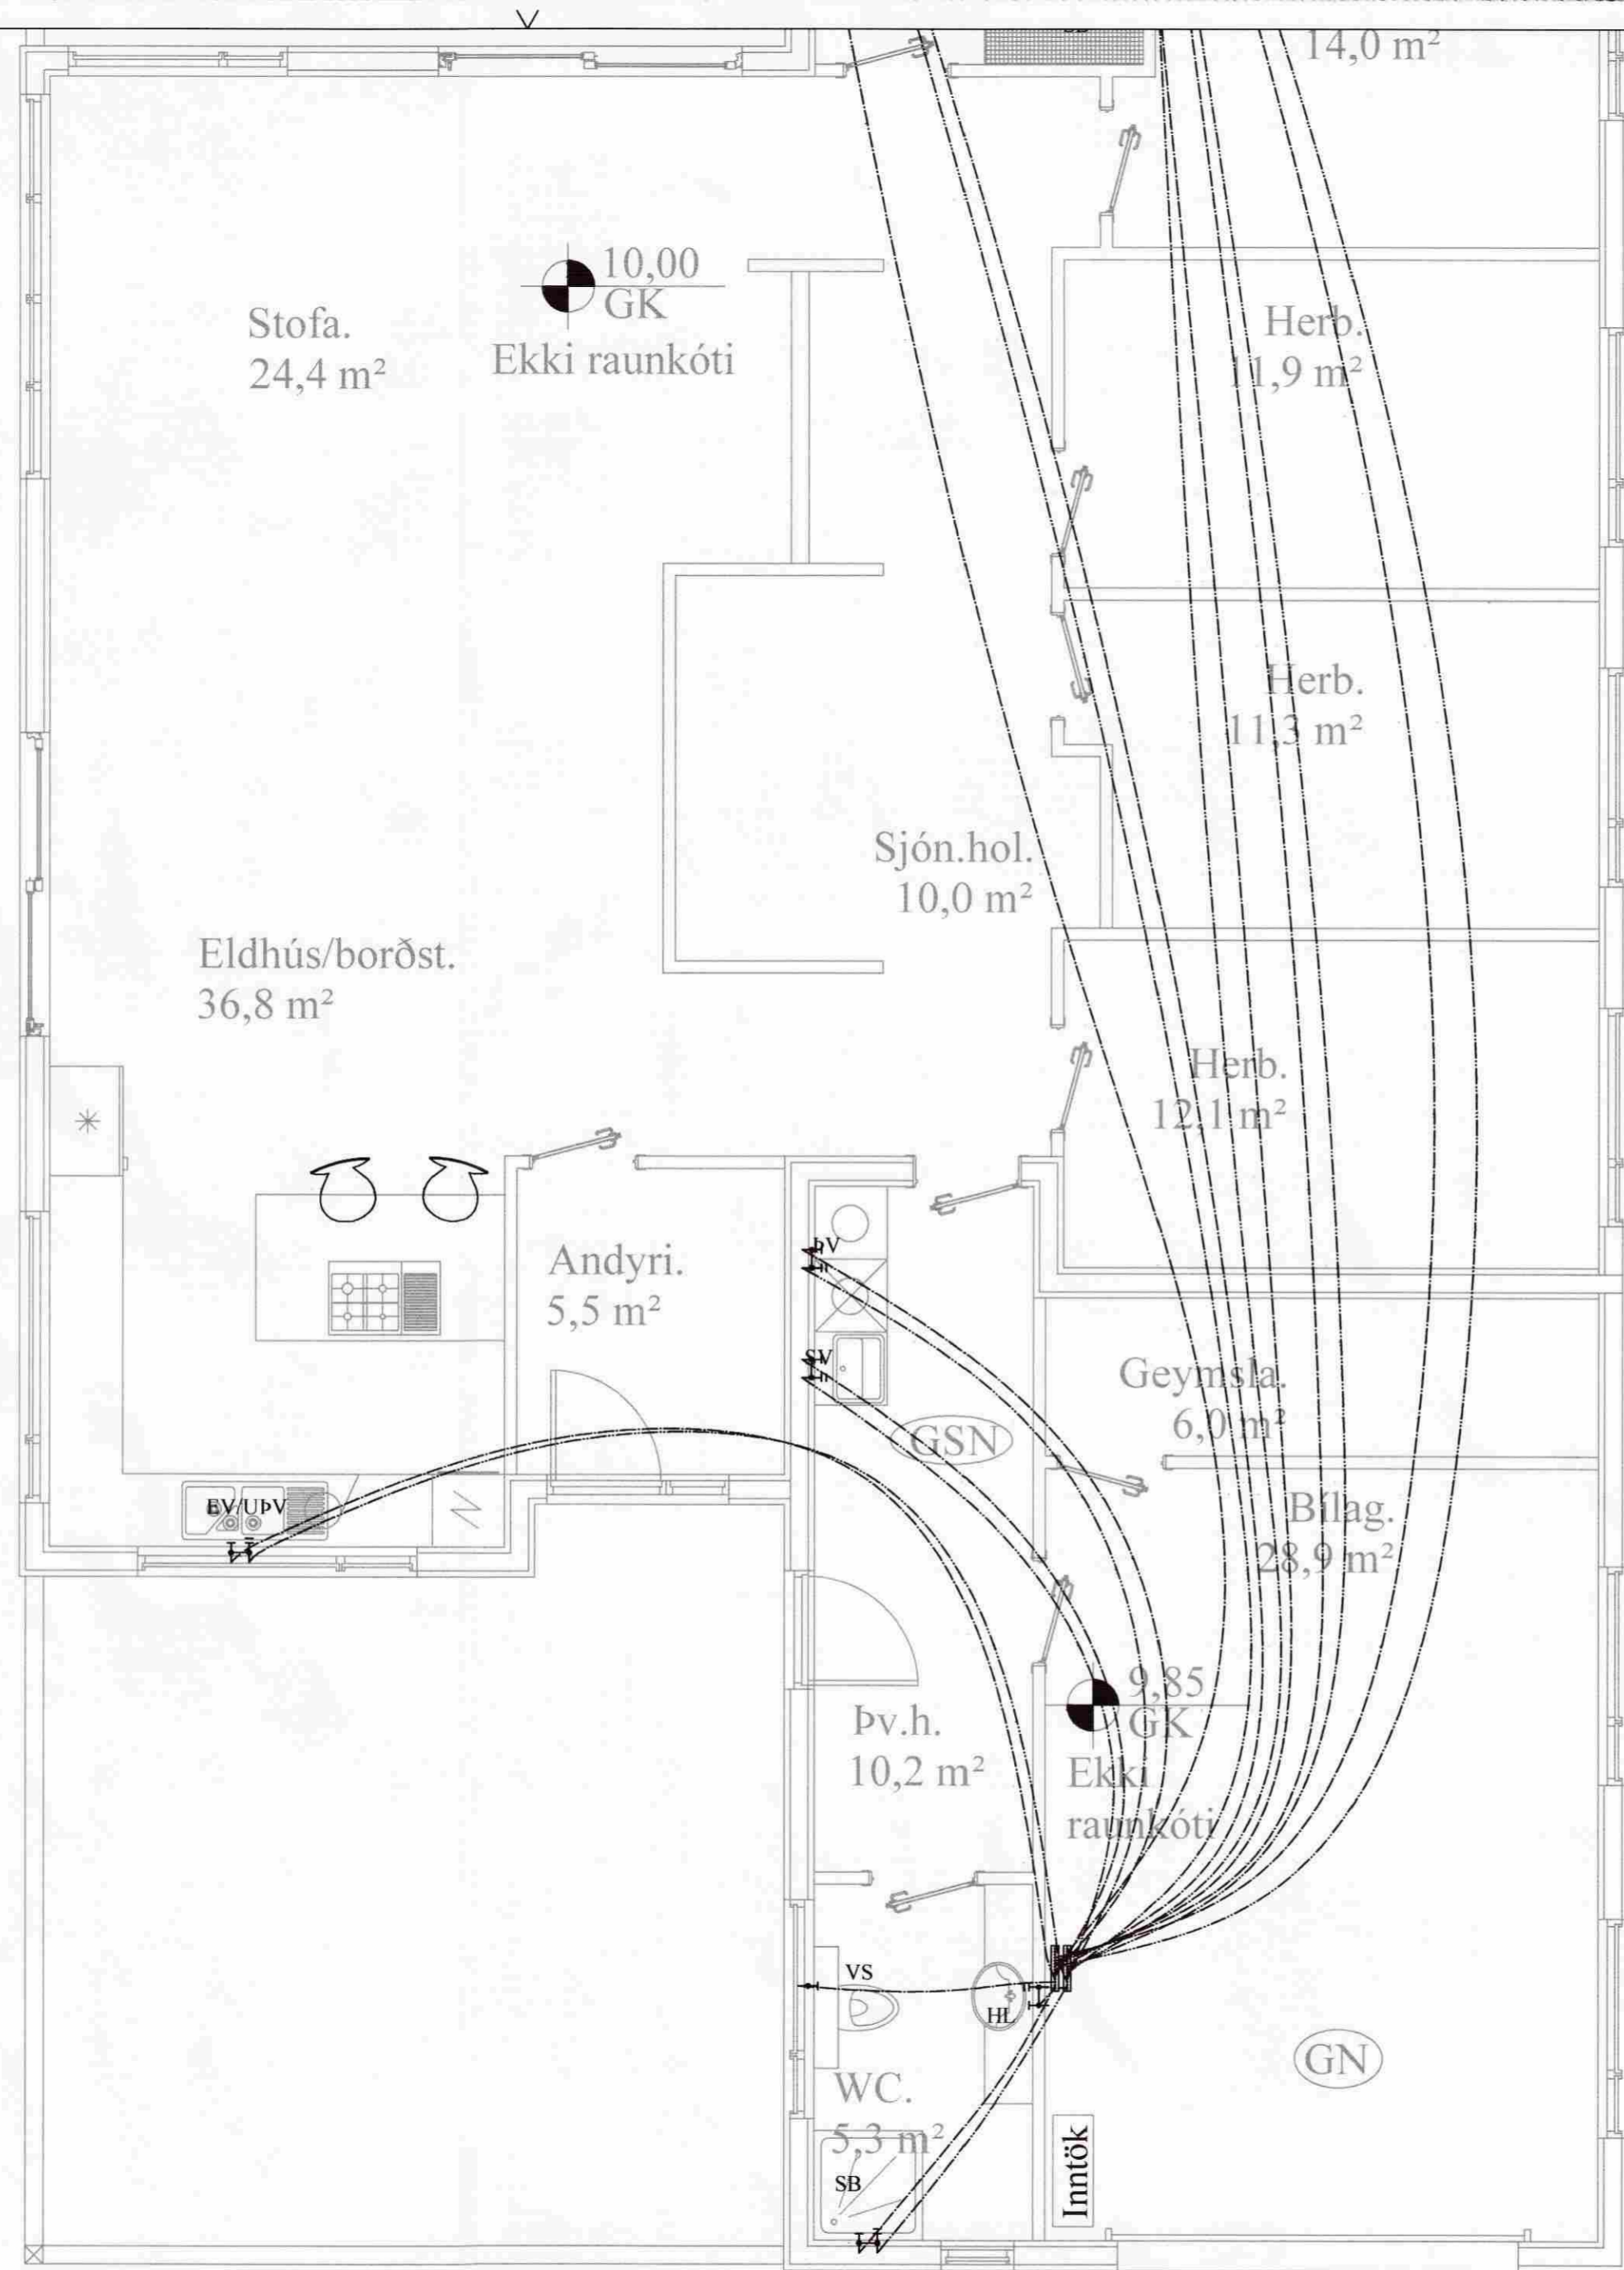 14,0 m²
10,00
GK
Ekki raunkóti
Stofa.
24,4 m²
Herb.
11,9 m²
Herb.
11,3 m²
Sjón.hol.
10,0 m²
Eldhús/borðst.
36,8 m²
Herb.
12,1 m²
Andyri.
5,5 m²
ÞV
SV
Geymsla.
6,0 m²
GSN
EV/UÞV
Bílag.
28,9 m²
9,85
GK
Ekki
raunkóti
Þv.h.
10,2 m²
VS
HL
GN
WC.
5,3 m²
SB
Inntök